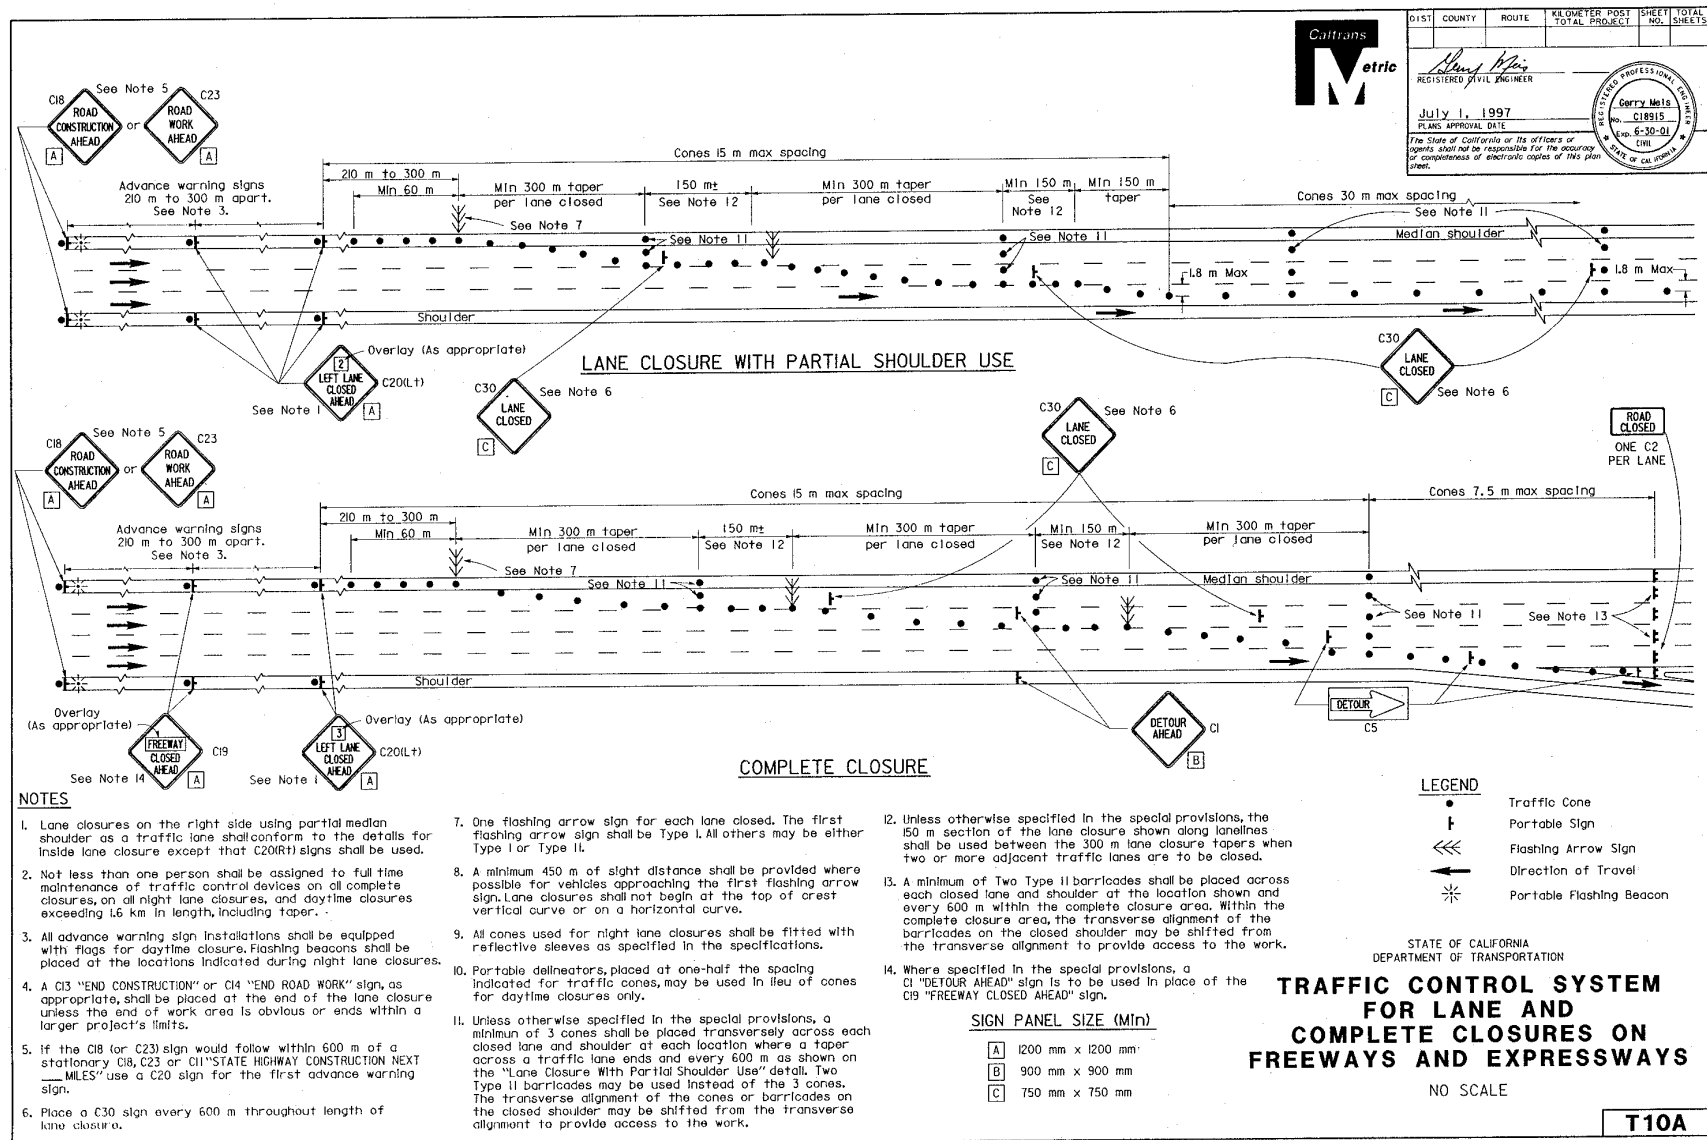 Caltrans
Metric
DIST COUNTY ROUTE KILOMETER POST TOTAL PROJECT SHEET NO. TOTAL SHEETS
REGISTERED CIVIL ENGINEER
July 1, 1997
PLANS APPROVAL DATE
The State of California or its officers or
agents shall not be responsible for the accuracy
or completeness of electronic copies of this plan
sheet.
REGISTERED PROFESSIONAL ENGINEER
Gerry Meis
No. C18915
Exp. 6-30-01
CIVIL
STATE OF CALIFORNIA
C18 See Note 5 C23
ROAD CONSTRUCTION AHEAD or ROAD WORK AHEAD
A A
Cones 15 m max spacing
210 m to 300 m
Min 60 m
Min 300 m taper per lane closed
150 m± See Note 12
Min 300 m taper per lane closed
Min 150 m See Note 12
Min 150 m taper
Cones 30 m max spacing
Advance warning signs
210 m to 300 m apart.
See Note 3.
See Note 7
See Note 11
See Note 11
See Note 11
Median shoulder
1.8 m Max
1.8 m Max
Shoulder
Overlay (As appropriate)
2
LEFT LANE CLOSED AHEAD
C20(Lt)
See Note 1
A
LANE CLOSURE WITH PARTIAL SHOULDER USE
C30
LANE CLOSED
See Note 6
C
C30
LANE CLOSED
See Note 6
C
C18 See Note 5 C23
ROAD CONSTRUCTION AHEAD or ROAD WORK AHEAD
A A
C30
LANE CLOSED
See Note 6
C
ROAD CLOSED
ONE C2
PER LANE
Cones 15 m max spacing
Cones 7.5 m max spacing
210 m to 300 m
Min 60 m
Min 300 m taper per lane closed
150 m± See Note 12
Min 300 m taper per lane closed
Min 150 m See Note 12
Min 300 m taper per lane closed
Advance warning signs
210 m to 300 m apart.
See Note 3.
See Note 7
See Note 11
See Note 11
Median shoulder
See Note 11
See Note 13
Shoulder
Overlay
(As appropriate)
FREEWAY CLOSED AHEAD
C19
See Note 14
A
Overlay (As appropriate)
3
LEFT LANE CLOSED AHEAD
C20(Lt)
See Note 1
A
DETOUR AHEAD
C1
B
DETOUR
C5
COMPLETE CLOSURE
NOTES
1. Lane closures on the right side using partial median
shoulder as a traffic lane shall conform to the details for
inside lane closure except that C20(Rt) signs shall be used.
2. Not less than one person shall be assigned to full time
maintenance of traffic control devices on all complete
closures, on all night lane closures, and daytime closures
exceeding 1.6 km in length, including taper.
3. All advance warning sign installations shall be equipped
with flags for daytime closure. Flashing beacons shall be
placed at the locations indicated during night lane closures.
4. A C13 "END CONSTRUCTION" or C14 "END ROAD WORK" sign, as
appropriate, shall be placed at the end of the lane closure
unless the end of work area is obvious or ends within a
larger project's limits.
5. If the C18 (or C23) sign would follow within 600 m of a
stationary C18, C23 or C11 "STATE HIGHWAY CONSTRUCTION NEXT
___ MILES" use a C20 sign for the first advance warning
sign.
6. Place a C30 sign every 600 m throughout length of
lane closure.
7. One flashing arrow sign for each lane closed. The first
flashing arrow sign shall be Type I. All others may be either
Type I or Type II.
8. A minimum 450 m of sight distance shall be provided where
possible for vehicles approaching the first flashing arrow
sign. Lane closures shall not begin at the top of crest
vertical curve or on a horizontal curve.
9. All cones used for night lane closures shall be fitted with
reflective sleeves as specified in the specifications.
10. Portable delineators, placed at one-half the spacing
indicated for traffic cones, may be used in lieu of cones
for daytime closures only.
11. Unless otherwise specified in the special provisions, a
minimun of 3 cones shall be placed transversely across each
closed lane and shoulder at each location where a taper
across a traffic lane ends and every 600 m as shown on
the "Lane Closure With Partial Shoulder Use" detail. Two
Type II barricades may be used instead of the 3 cones.
The transverse alignment of the cones or barricades on
the closed shoulder may be shifted from the transverse
alignment to provide access to the work.
12. Unless otherwise specified in the special provisions, the
150 m section of the lane closure shown along lanelines
shall be used between the 300 m lane closure tapers when
two or more adjacent traffic lanes are to be closed.
13. A minimum of Two Type II barricades shall be placed across
each closed lane and shoulder at the location shown and
every 600 m within the complete closure area. Within the
complete closure area, the transverse alignment of the
barricades on the closed shoulder may be shifted from
the transverse alignment to provide access to the work.
14. Where specified in the special provisions, a
C1 "DETOUR AHEAD" sign is to be used in place of the
C19 "FREEWAY CLOSED AHEAD" sign.
SIGN PANEL SIZE (Min)
A 1200 mm x 1200 mm
B 900 mm x 900 mm
C 750 mm x 750 mm
LEGEND
Traffic Cone
Portable Sign
Flashing Arrow Sign
Direction of Travel
Portable Flashing Beacon
STATE OF CALIFORNIA
DEPARTMENT OF TRANSPORTATION
TRAFFIC CONTROL SYSTEM
FOR LANE AND
COMPLETE CLOSURES ON
FREEWAYS AND EXPRESSWAYS
NO SCALE
T10A